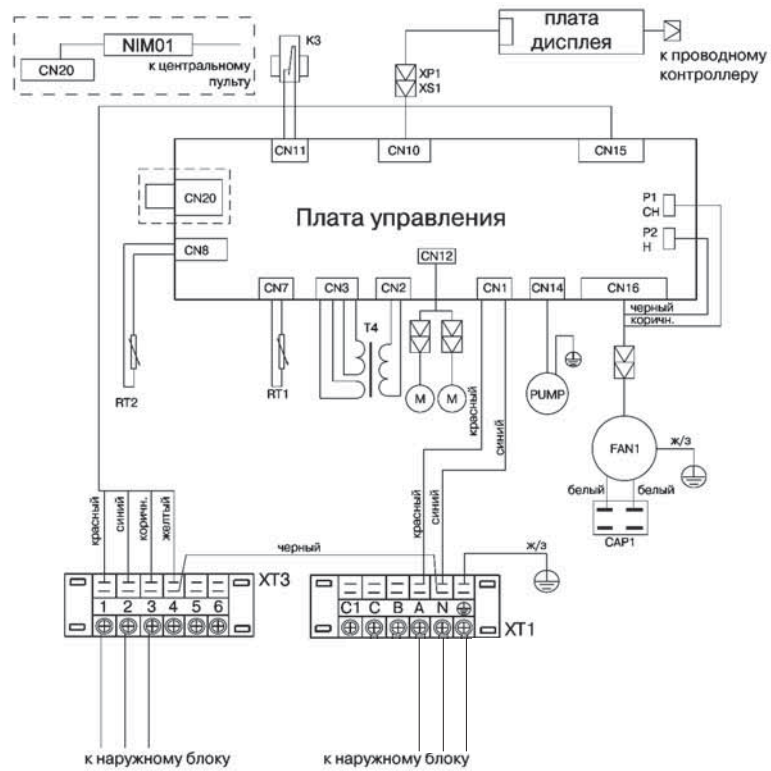 NIM01
CN20
к центральному
пульту
K3
плата
дисплея
к проводному
контроллеру
XP1
XS1
CN11
CN10
CN15
CN20
CN8
Плата управления
P1
CH
P2
H
CN12
CN7
CN3
CN2
CN1
CN14
CN16
черный
коричн.
T4
RT2
RT1
M
M
PUMP
красный
синий
FAN1
ж/з
белый
белый
CAP1
красный
синий
коричн.
желтый
черный
красный
синий
ж/з
XT3
1 2 3 4 5 6
C1 C B A N
XT1
к наружному блоку
к наружному блоку